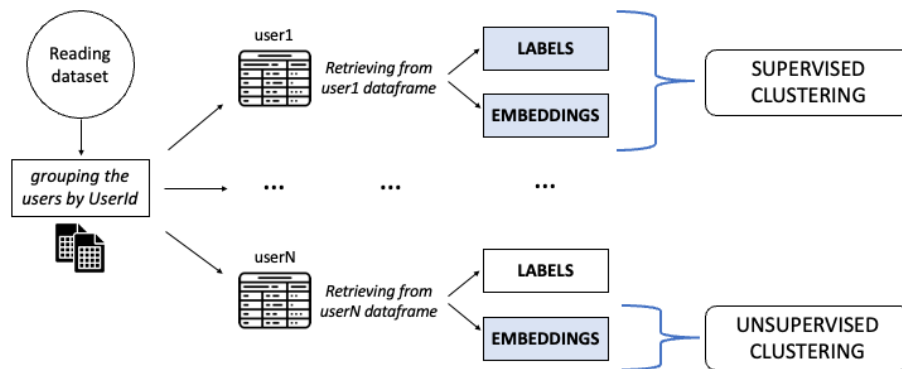 Reading
dataset
grouping the
users by UserId
user1
Retrieving from
user1 dataframe
LABELS
EMBEDDINGS
SUPERVISED
CLUSTERING
...
...
...
userN
Retrieving from
userN dataframe
LABELS
EMBEDDINGS
UNSUPERVISED
CLUSTERING